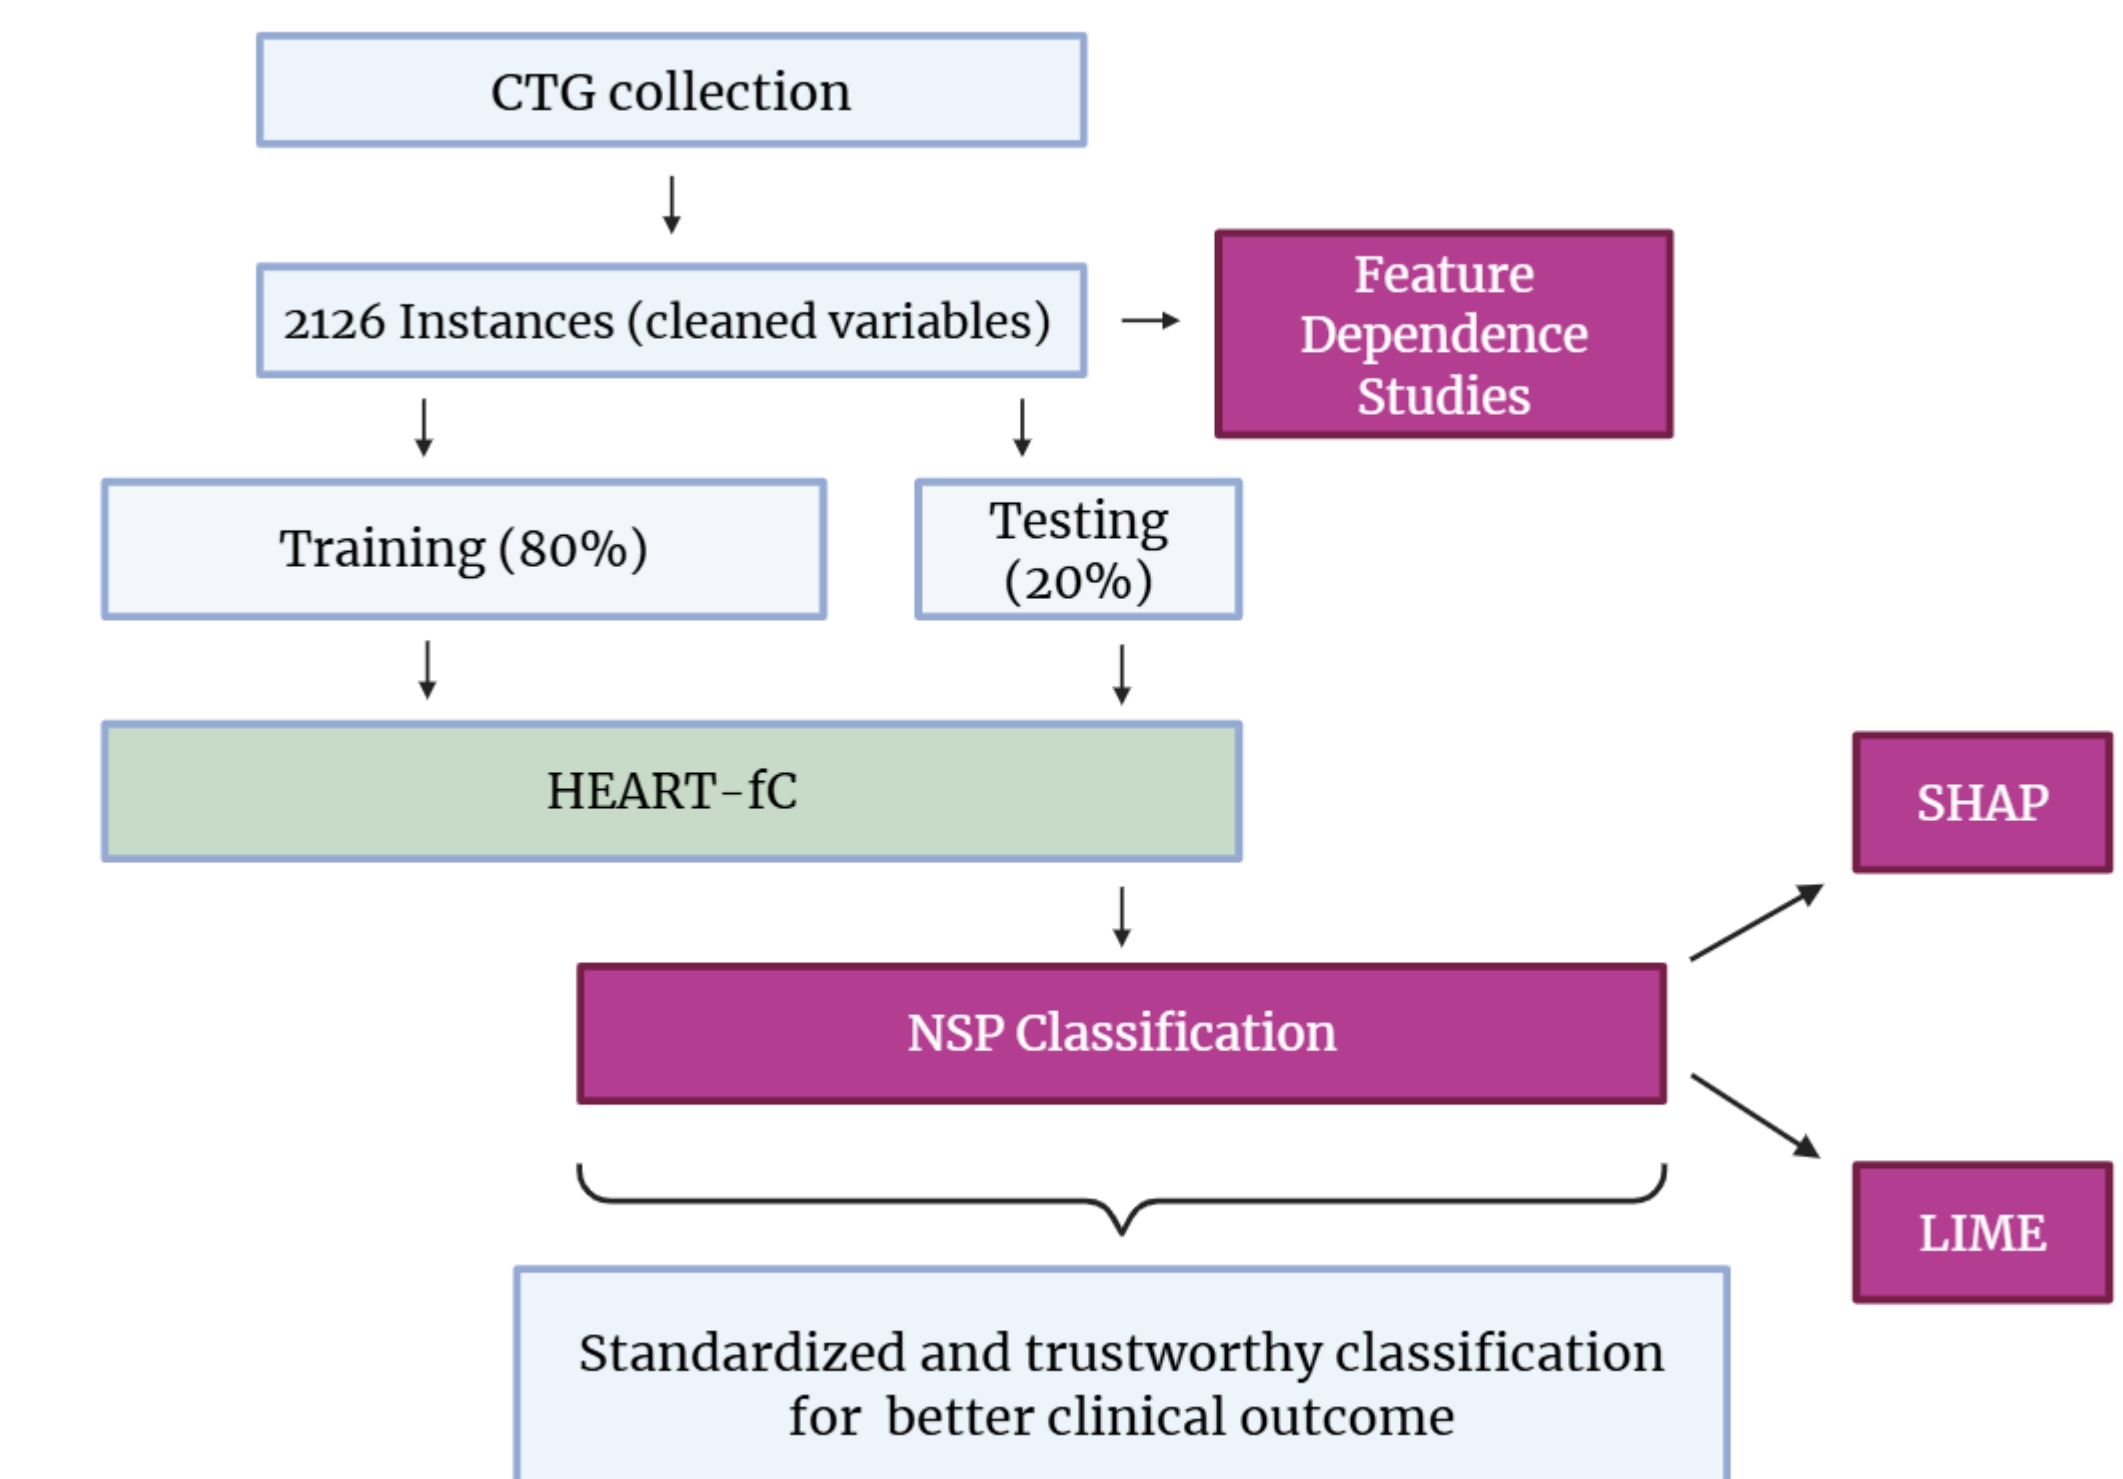 CTG collection
2126 Instances (cleaned variables)
Feature
Dependence
Studies
Training (80%)
Testing
(20%)
HEART-fC
SHAP
NSP Classification
LIME
Standardized and trustworthy classification
for better clinical outcome